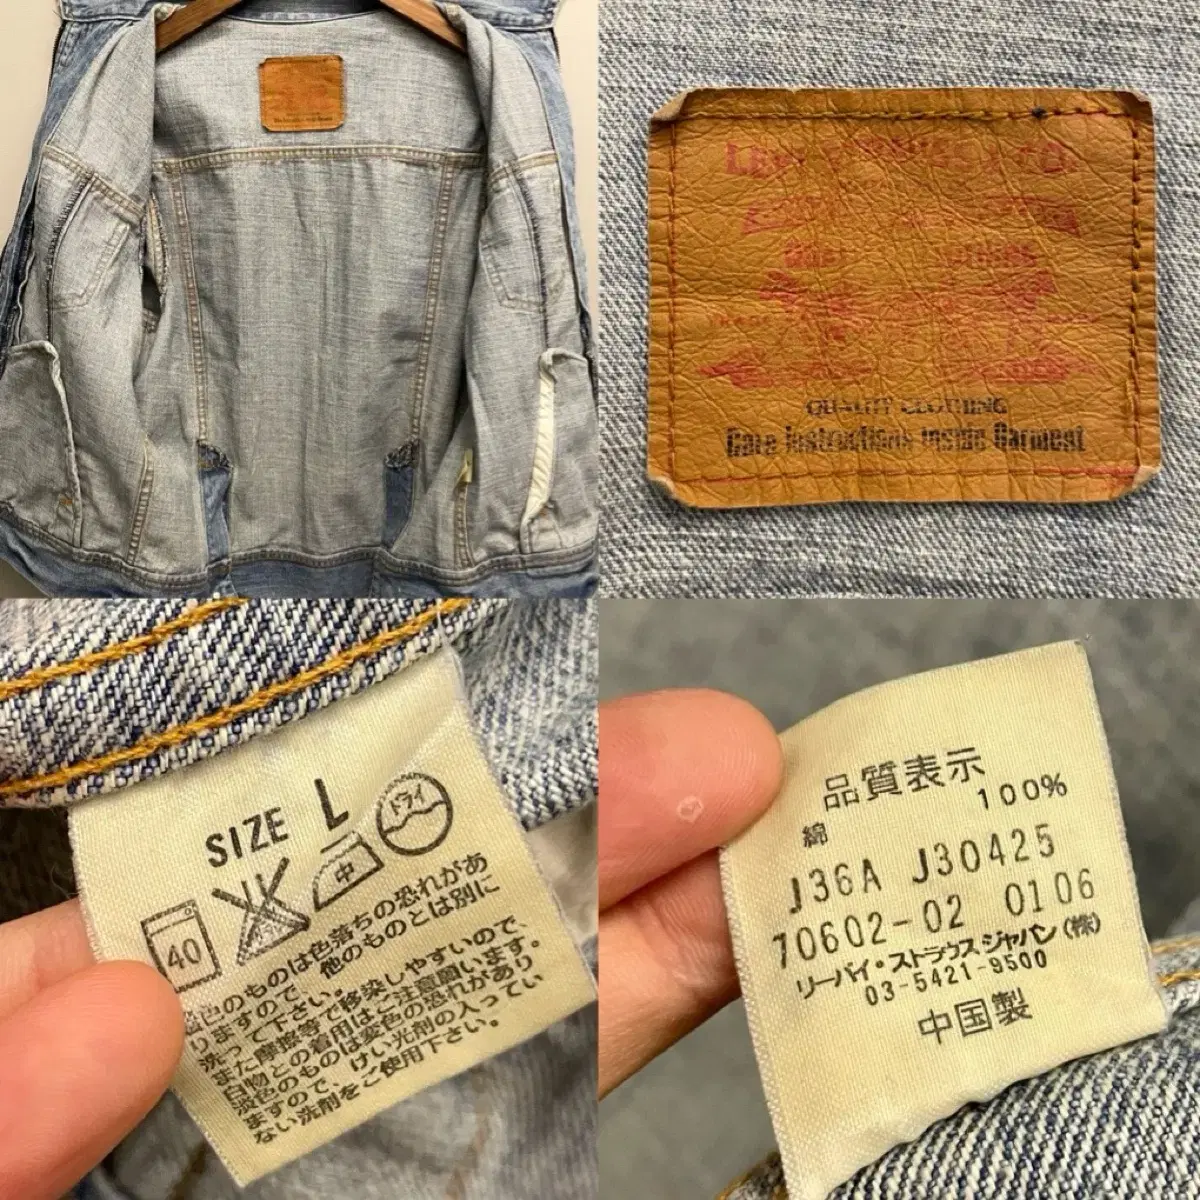 LEVI STRAUSS & CO.
QUALITY CLOTHING
Care instructions inside Garment
SIZE L
40 中 ドライ
濃色のものは色落ちの恐れがあ
りますので、他のものとは別に
洗って下さい。
また摩擦等で移染しやすいので、
白物との着用はご注意願います。
淡色のものは変色の恐れがあり
ますので、けい光剤の入ってい
ない洗剤をご使用下さい。
品質表示
綿 100%
J36A J30425
70602-02 0106
リーバイ・ストラウス ジャパン(株)
03-5421-9500
中国製